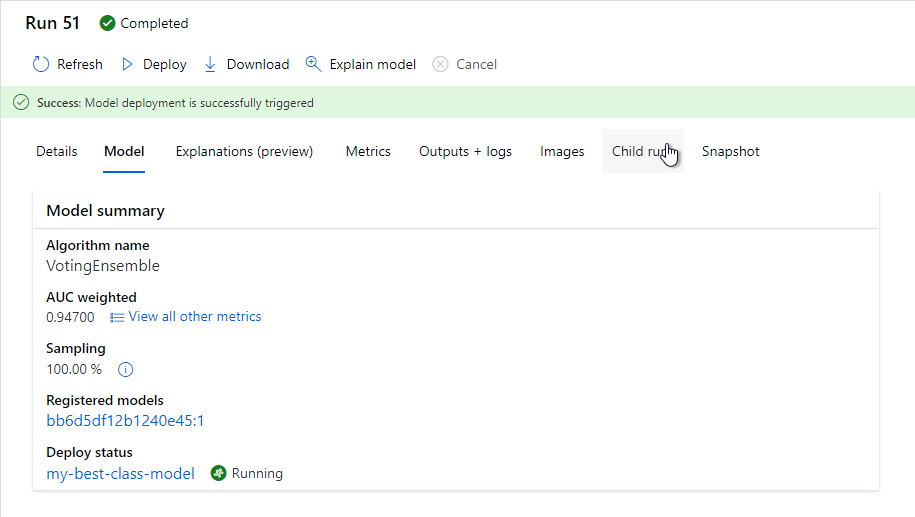 Run 51 Completed
Refresh Deploy Download Explain model Cancel
Success: Model deployment is successfully triggered
Details Model Explanations (preview) Metrics Outputs + logs Images Child run Snapshot
Model summary
Algorithm name
VotingEnsemble
AUC weighted
0.94700 View all other metrics
Sampling
100.00 %
Registered models
bb6d5df12b1240e45:1
Deploy status
my-best-class-model Running